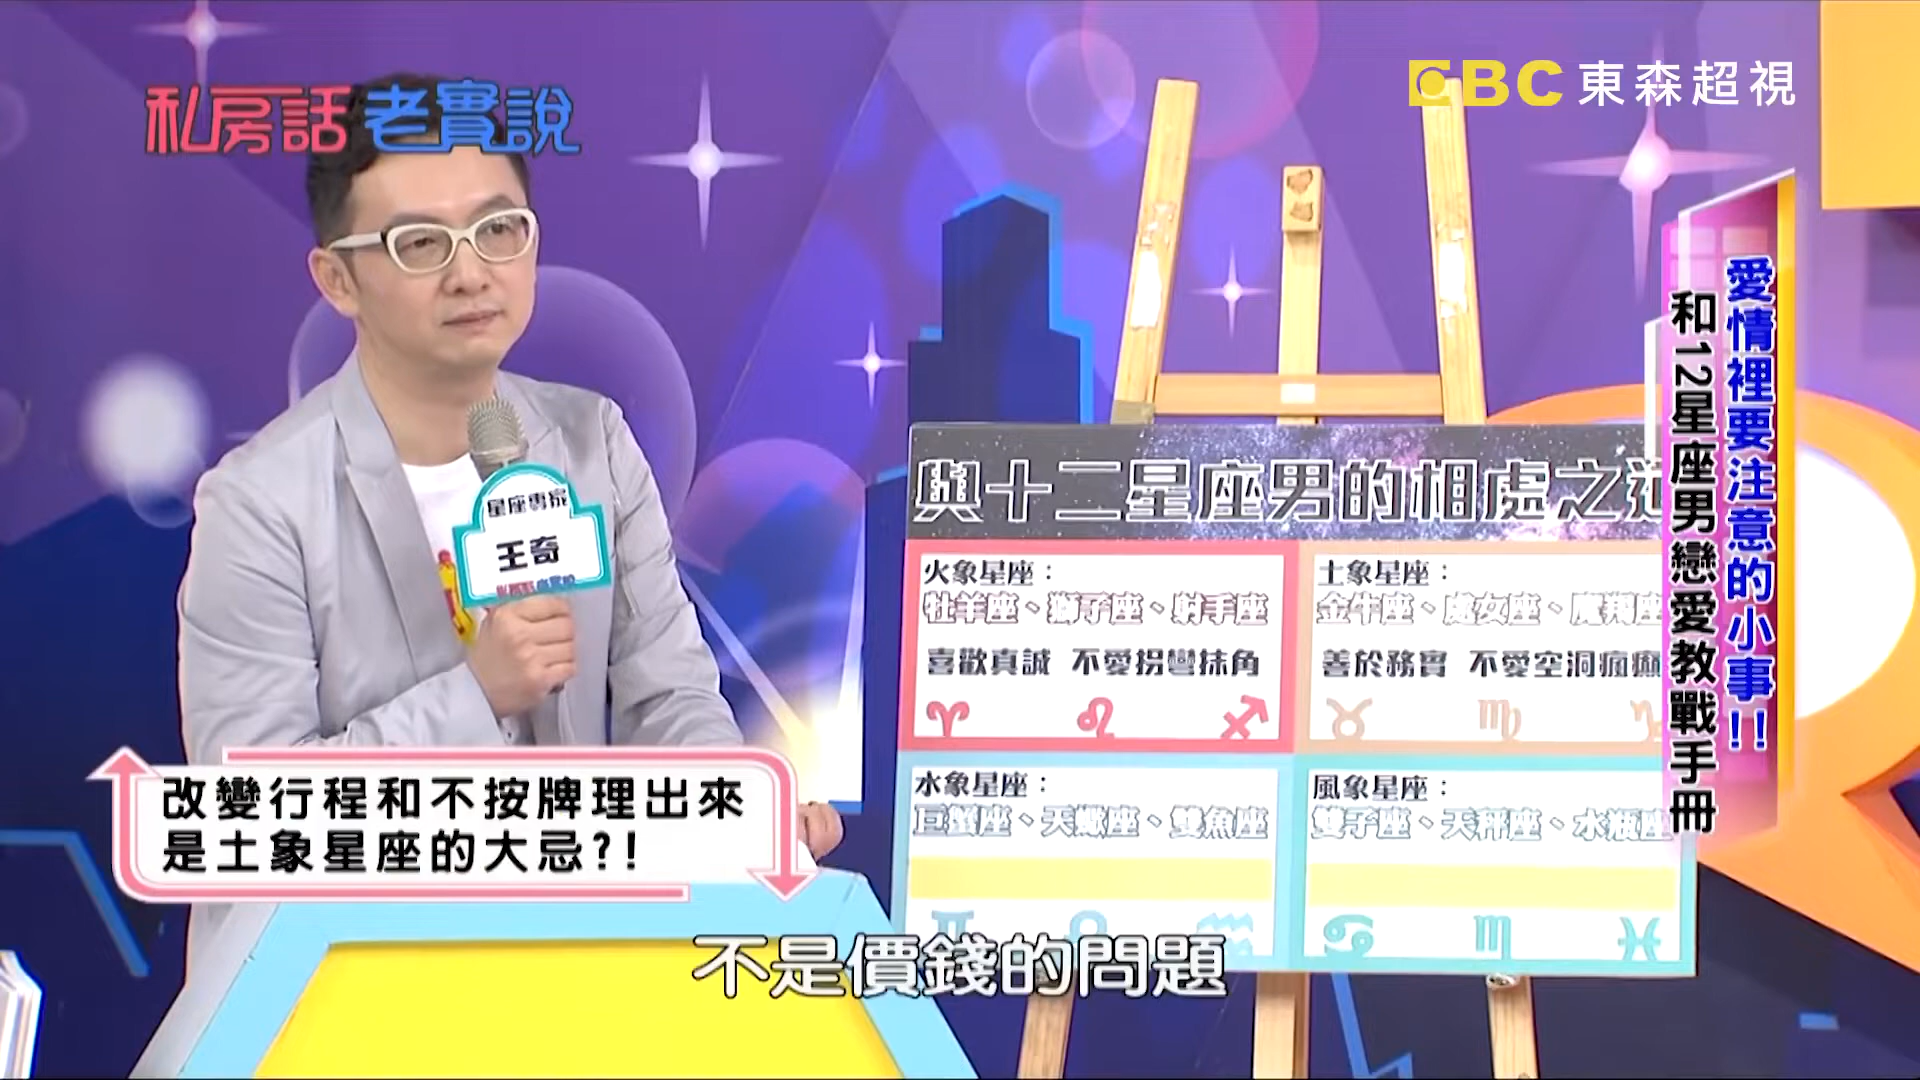 私房話老實說
EBC 東森超視
愛情裡要注意的小事!!
和12星座男戀愛教戰手冊
星座專家
王奇
與十二星座男的相處之道
火象星座：
牡羊座、獅子座、射手座
喜歡真誠 不愛拐彎抹角
土象星座：
金牛座、處女座、魔羯座
善於務實 不愛空洞瘋癲
水象星座：
巨蟹座、天蠍座、雙魚座
風象星座：
雙子座、天秤座、水瓶座
改變行程和不按牌理出來
是土象星座的大忌?!
不是價錢的問題